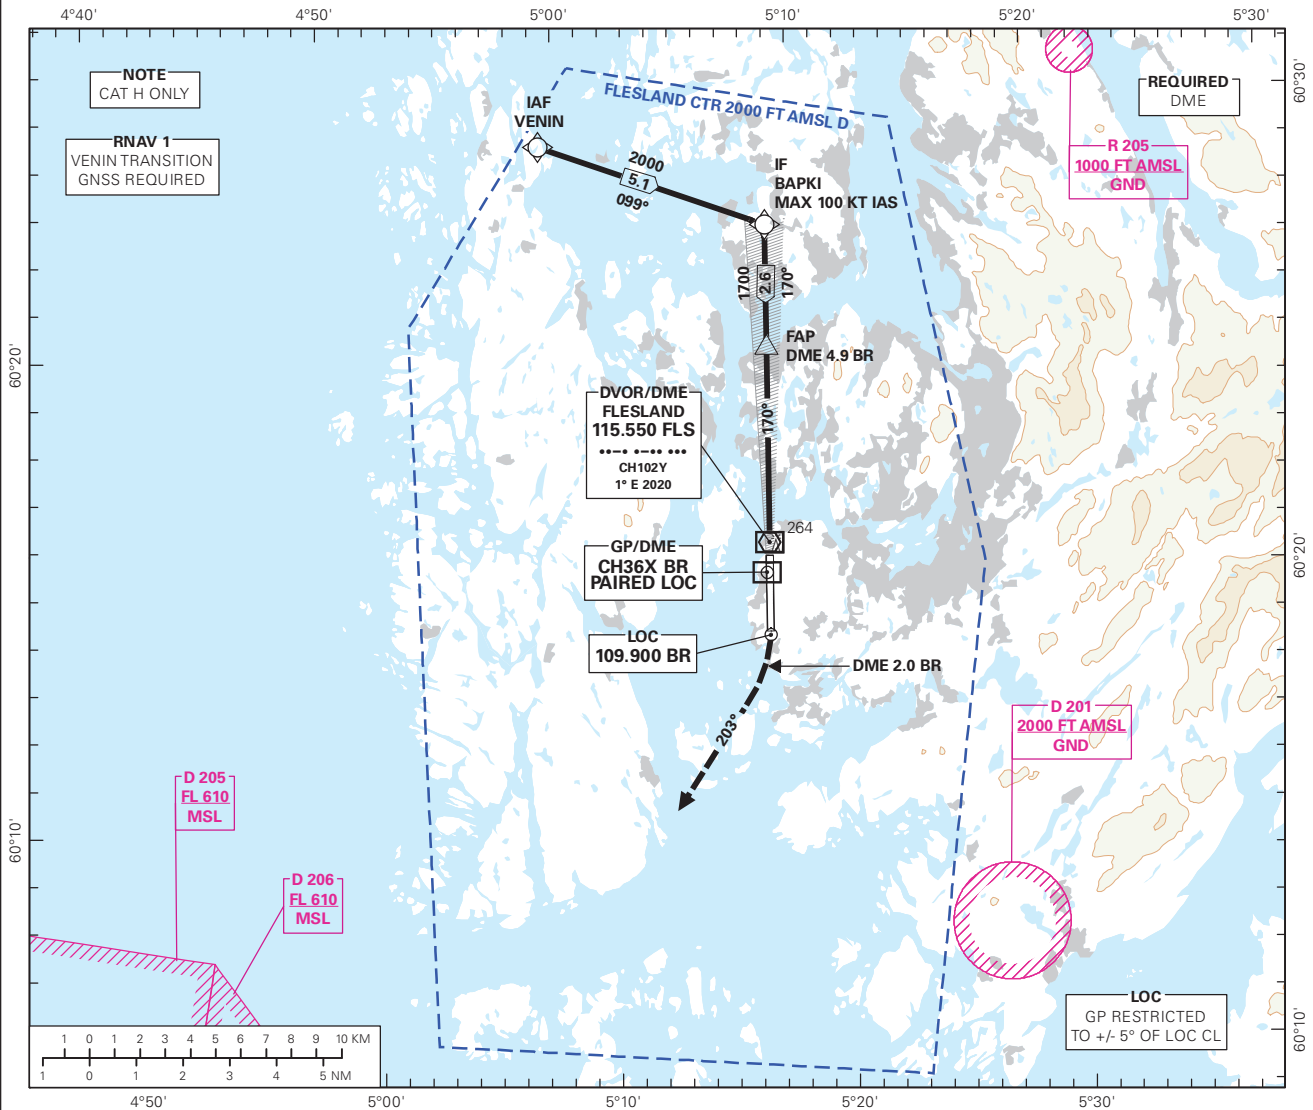 4°40'
4°50'
5°00'
5°10'
5°20'
5°30'
NOTE
CAT H ONLY
RNAV 1
VENIN TRANSITION
GNSS REQUIRED
IAF
VENIN
FLESLAND CTR 2000 FT AMSL D
REQUIRED
DME
60°30'
R 205
1000 FT AMSL
GND
2000
5.1
099°
IF
BAPKI
MAX 100 KT IAS
1700
2.6
170°
FAP
DME 4.9 BR
60°20'
170°
DVOR/DME
FLESLAND
115.550 FLS
••–• •–•• •••
CH102Y
1° E 2020
264
GP/DME
CH36X BR
PAIRED LOC
60°20'
LOC
109.900 BR
DME 2.0 BR
203°
D 201
2000 FT AMSL
GND
D 205
FL 610
MSL
60°10'
D 206
FL 610
MSL
LOC
GP RESTRICTED
TO +/- 5° OF LOC CL
60°10'
1 0 1 2 3 4 5 6 7 8 9 10 KM
1 0 1 2 3 4 5 NM
4°50'
5°00'
5°10'
5°20'
5°30'